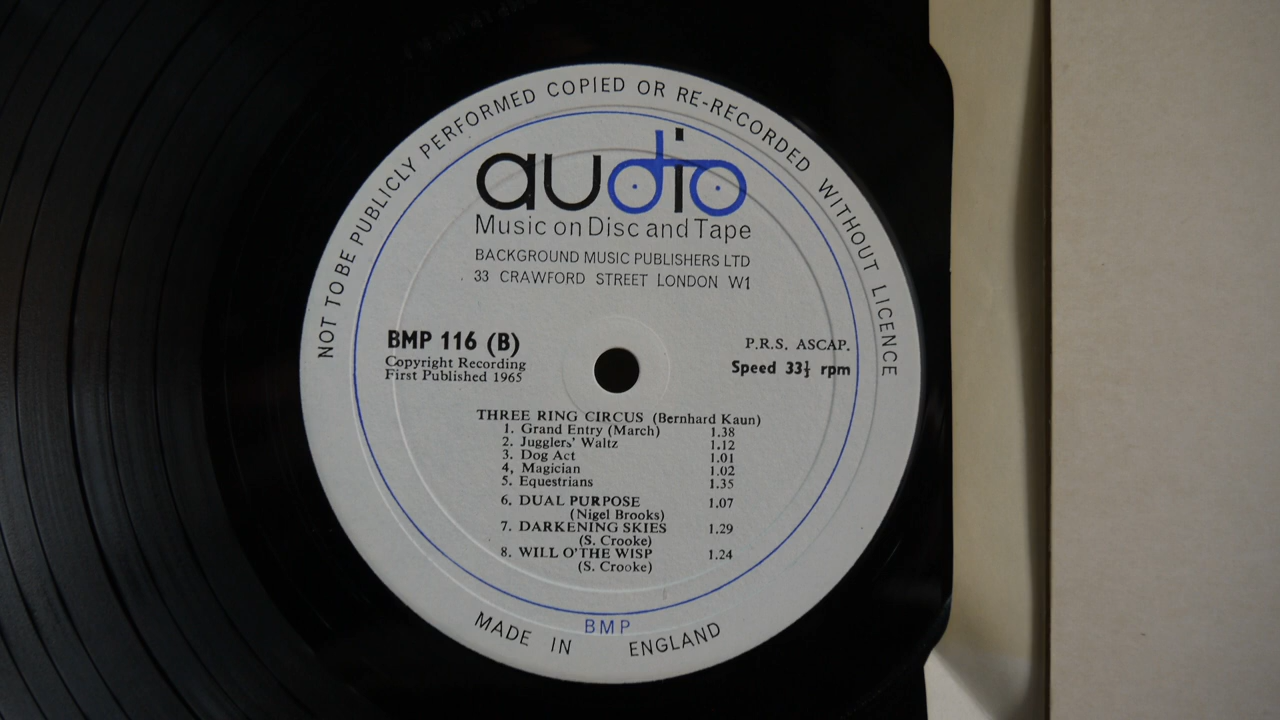 NOT TO BE PUBLICLY PERFORMED COPIED OR RE-RECORDED WITHOUT LICENCE
audio
Music on Disc and Tape
BACKGROUND MUSIC PUBLISHERS LTD
33 CRAWFORD STREET LONDON W1
BMP 116 (B)
Copyright Recording
First Published 1965
P.R.S. ASCAP.
Speed 33⅓ rpm
THREE RING CIRCUS (Bernhard Kaun)
1. Grand Entry (March) 1.38
2. Jugglers' Waltz 1.12
3. Dog Act 1.01
4, Magician 1.02
5. Equestrians 1.35
6. DUAL PURPOSE 1.07
(Nigel Brooks)
7. DARKENING SKIES 1.29
(S. Crooke)
8. WILL O'THE WISP 1.24
(S. Crooke)
BMP
MADE IN ENGLAND